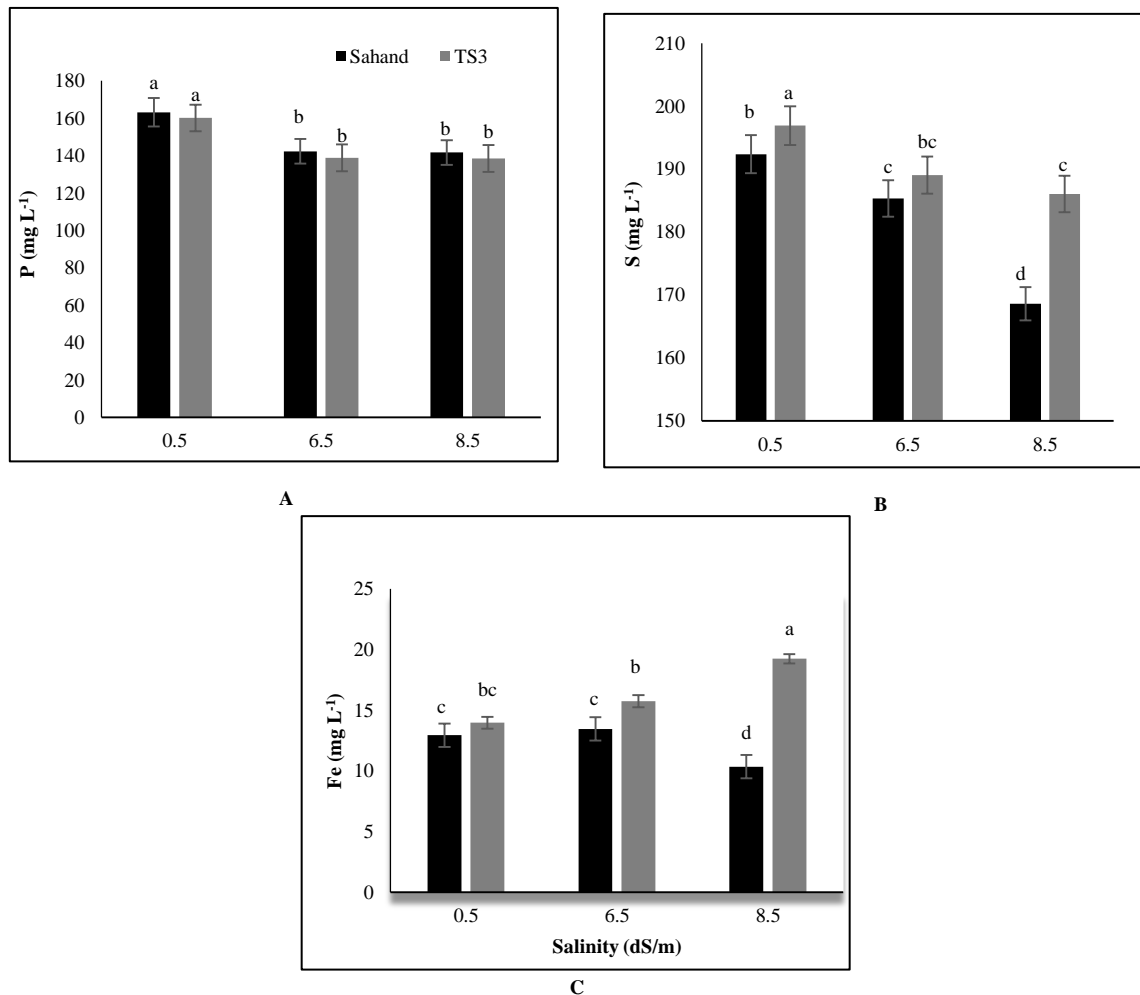 Sahand TS3
180
160
140
120
100
80
60
40
20
0
P (mg L-1)
a a
b b
b b
0.5 6.5 8.5
A
210
200
190
180
170
160
150
S (mg L-1)
b a
c bc
d c
0.5 6.5 8.5
B
25
20
15
10
5
0
Fe (mg L-1)
c bc
c b
d a
0.5 6.5 8.5
Salinity (dS/m)
C